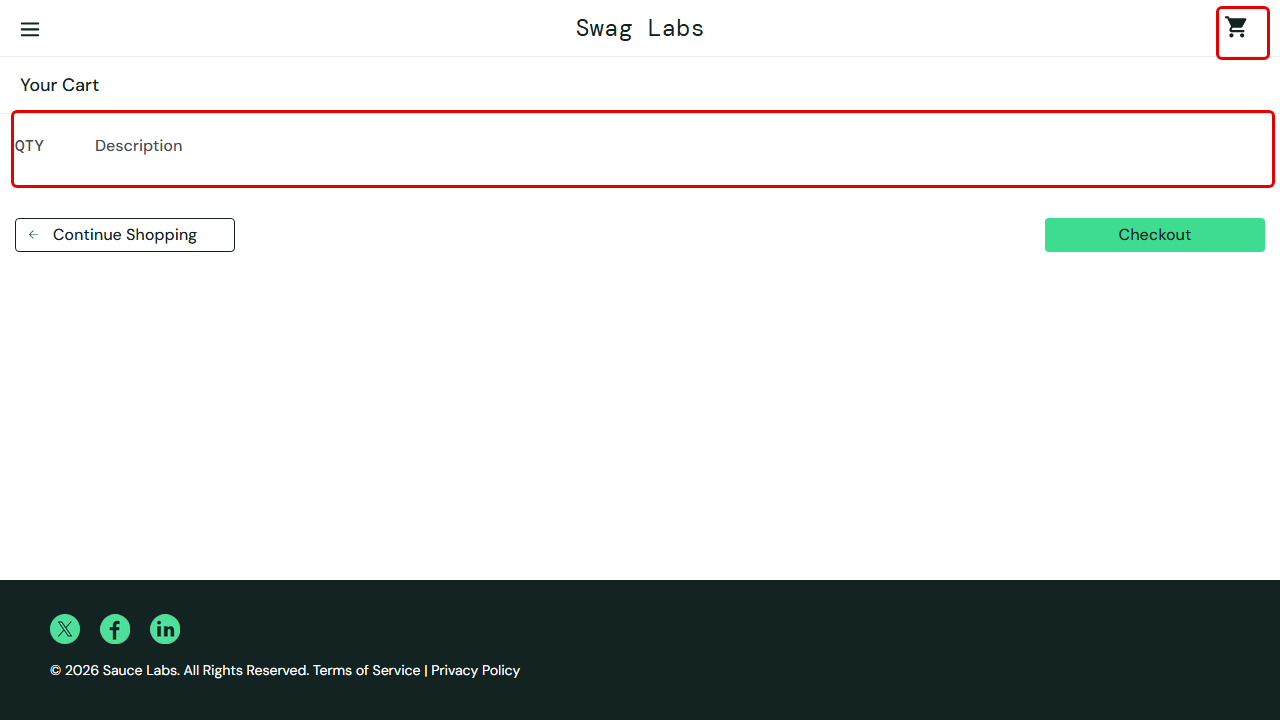 Swag Labs
Your Cart
QTY Description
Continue Shopping
Checkout
© 2026 Sauce Labs. All Rights Reserved. Terms of Service | Privacy Policy